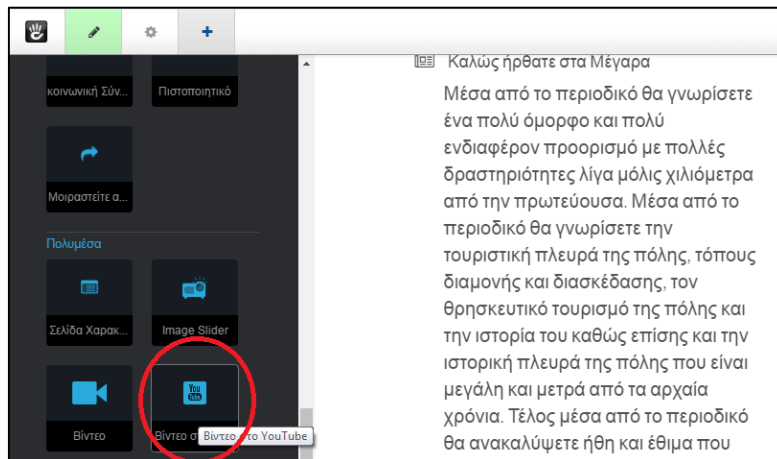 κοινωνική Σύν...
Πιστοποιητικό
Μοιραστείτε α...
Πολυμέσα
Σελίδα Χαρακ...
Image Slider
Βίντεο
Βίντεο σ
You
Tube
Βίντεο στο YouTube
Καλώς ήρθατε στα Μέγαρα
Μέσα από το περιοδικό θα γνωρίσετε
ένα πολύ όμορφο και πολύ
ενδιαφέρον προορισμό με πολλές
δραστηριότητες λίγα μόλις χιλιόμετρα
από την πρωτεύουσα. Μέσα από το
περιοδικό θα γνωρίσετε την
τουριστική πλευρά της πόλης, τόπους
διαμονής και διασκέδασης, τον
θρησκευτικό τουρισμό της πόλης και
την ιστορία του καθώς επίσης και την
ιστορική πλευρά της πόλης που είναι
μεγάλη και μετρά από τα αρχαία
χρόνια. Τέλος μέσα από το περιοδικό
θα ανακαλύψετε ήθη και έθιμα που